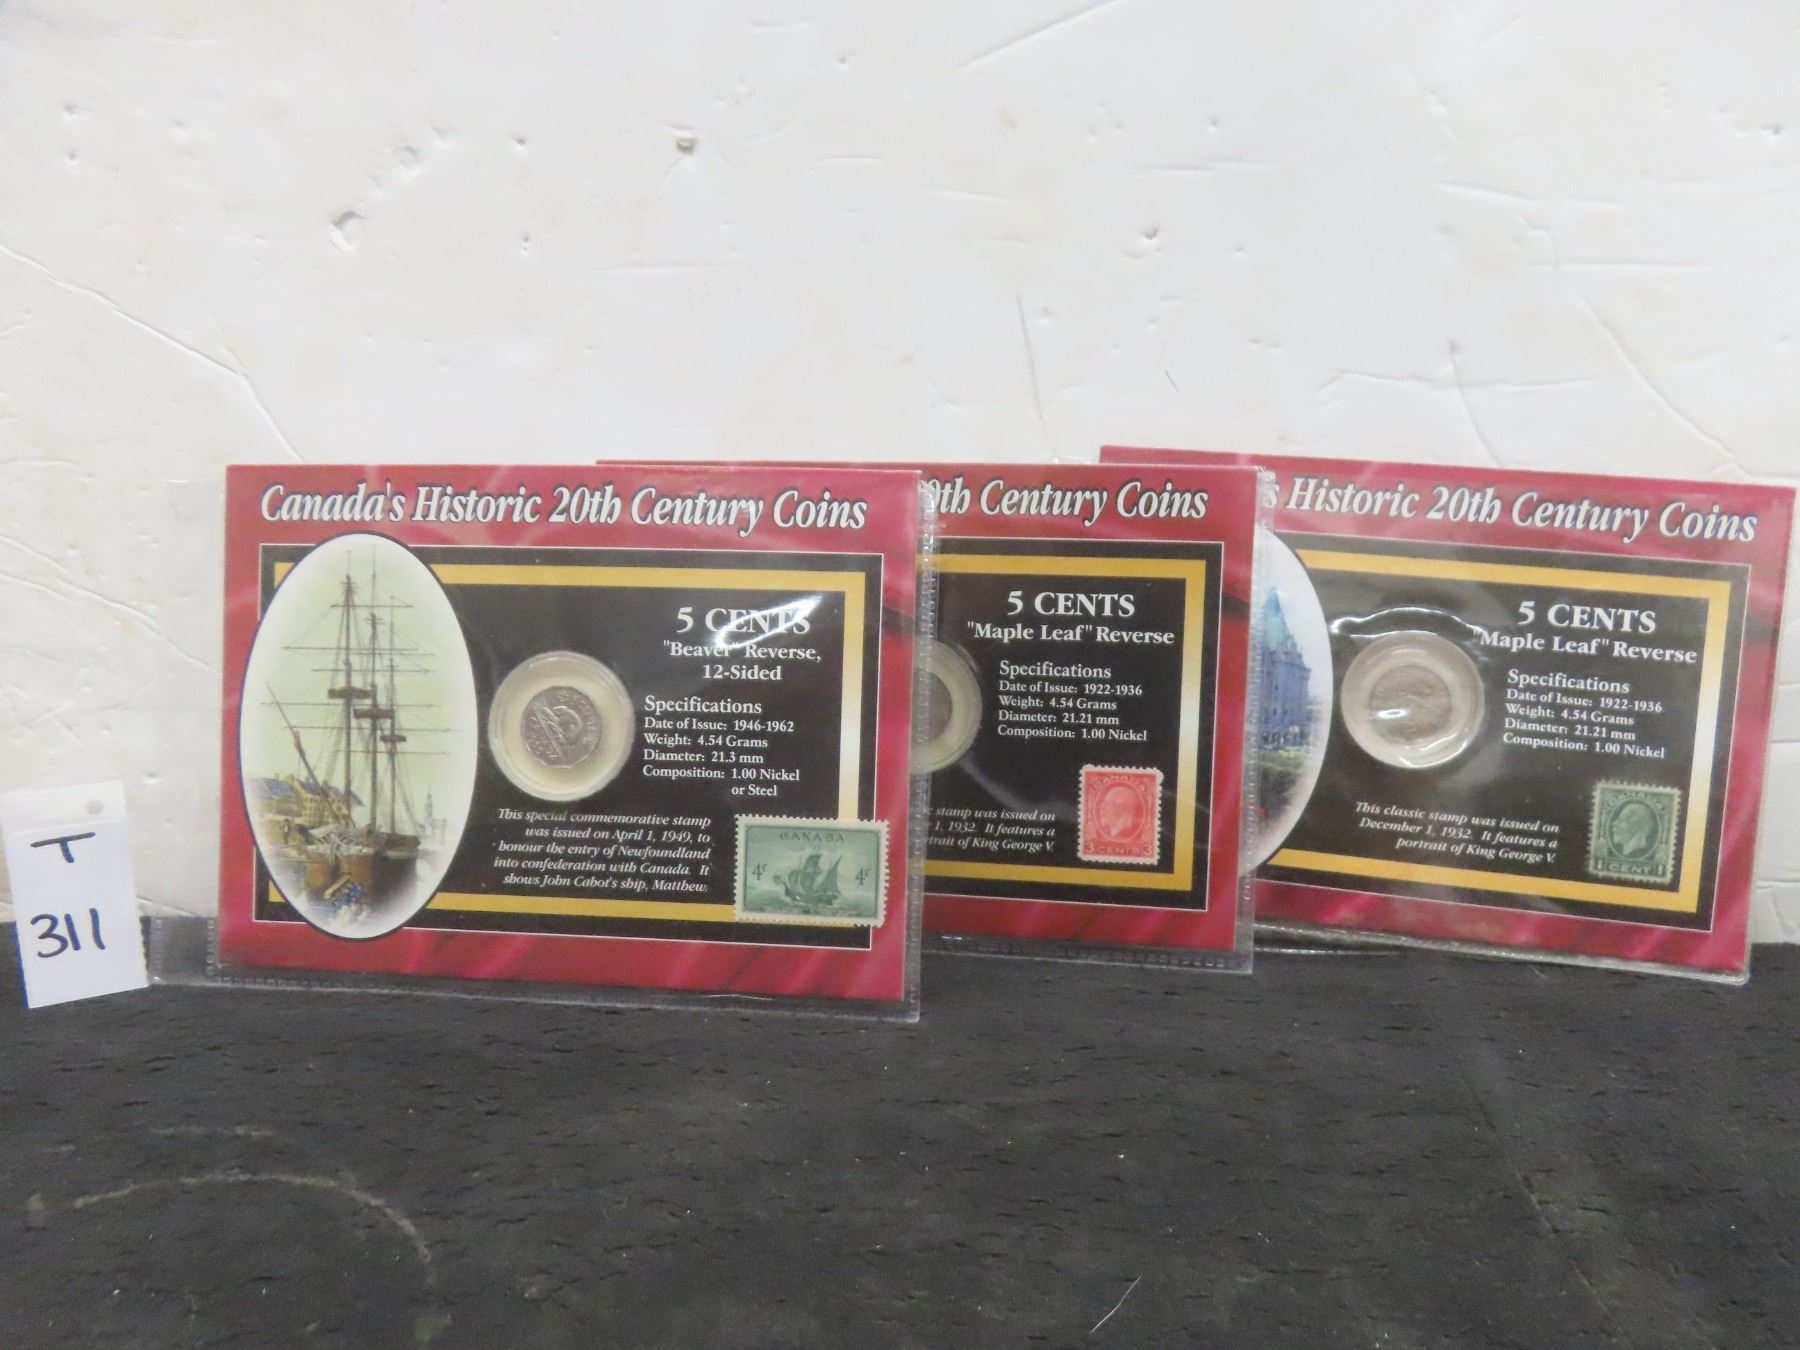 Canada's Historic 20th Century Coins
5 CENTS
"Beaver" Reverse,
12-Sided
Specifications
Date of Issue: 1946-1962
Weight: 4.54 Grams
Diameter: 21.3 mm
Composition: 1.00 Nickel
or Steel
This special commemorative stamp
was issued on April 1, 1949, to
honour the entry of Newfoundland
into confederation with Canada. It
shows John Cabot's ship, Matthew.
CANADA
4c 4c
Century Coins
5 CENTS
"Maple Leaf" Reverse
Specifications
Date of Issue: 1922-1936
Weight: 4.54 Grams
Diameter: 21.21 mm
Composition: 1.00 Nickel
stamp was issued on
1, 1932. It features a
of King George V.
CANADA
3 CENTS 3
Historic 20th Century Coins
5 CENTS
"Maple Leaf" Reverse
Specifications
Date of Issue: 1922-1936
Weight: 4.54 Grams
Diameter: 21.21 mm
Composition: 1.00 Nickel
This classic stamp was issued on
December 1, 1932. It features a
portrait of King George V.
CANADA
1 CENT 1
T
311